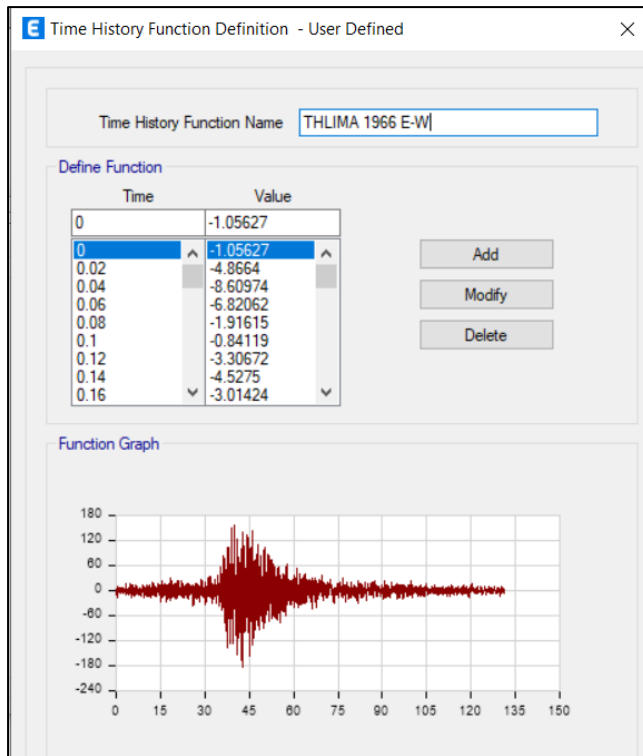 E Time History Function Definition - User Defined
Time History Function Name THLIMA 1966 E-W
Define Function
Time Value
0 -1.05627
0 -1.05627
0.02 -4.8664
0.04 -8.60974
0.06 -6.82062
0.08 -1.91615
0.1 -0.84119
0.12 -3.30672
0.14 -4.5275
0.16 -3.01424
Add
Modify
Delete
Function Graph
180
120
60
0
-60
-120
-180
-240
0 15 30 45 60 75 90 105 120 135 150